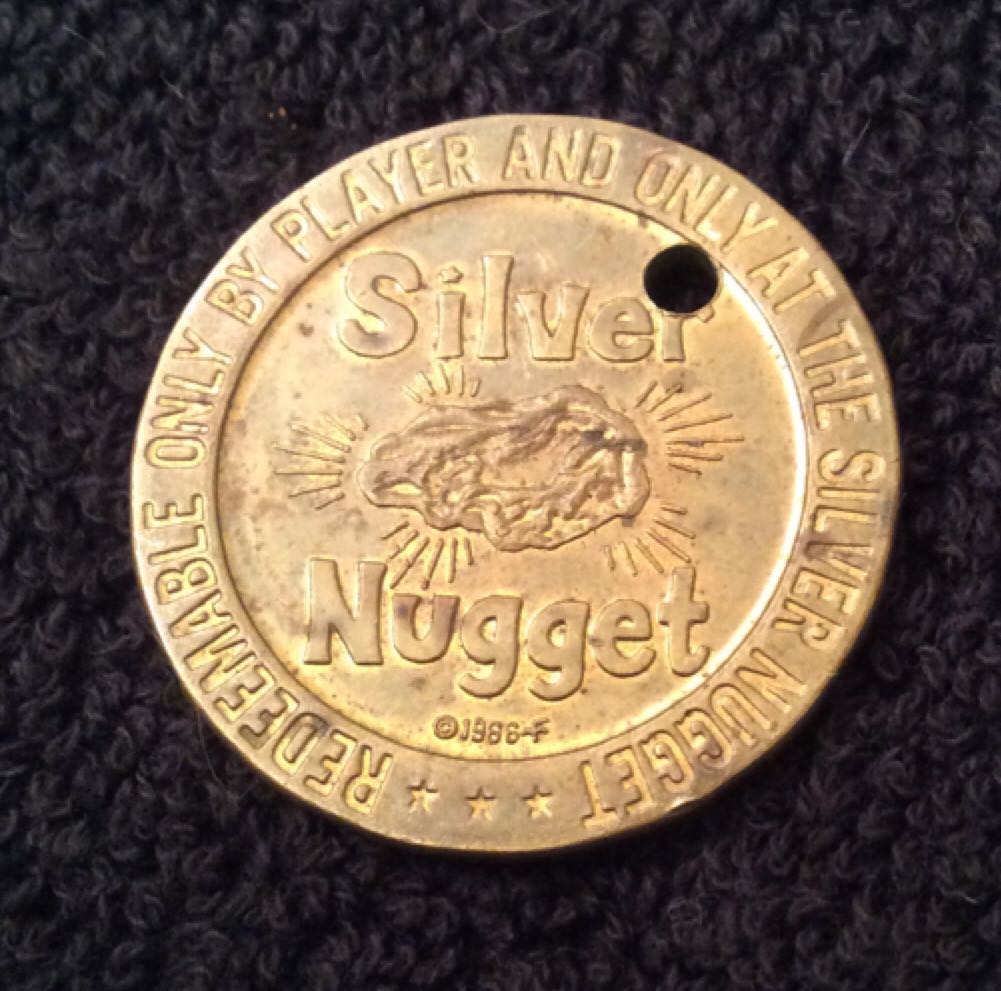 REDEEMABLE ONLY BY PLAYER AND ONLY AT THE SILVER NUGGET
Silver
Nugget
©1986-F